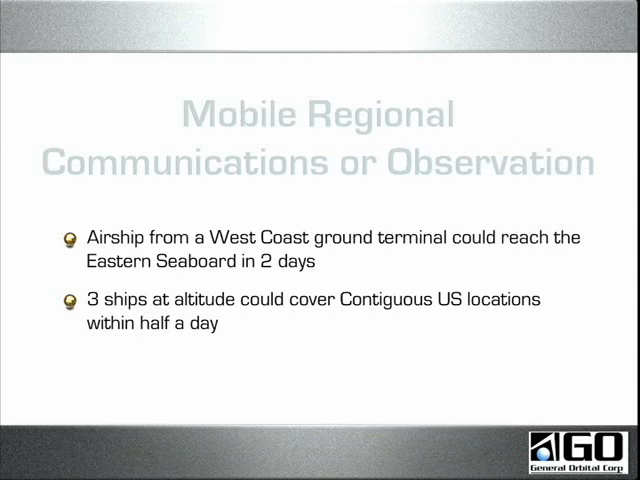 Mobile Regional
Communications or Observation
Airship from a West Coast ground terminal could reach the
Eastern Seaboard in 2 days
3 ships at altitude could cover Contiguous US locations
within half a day
GO
General Orbital Corp